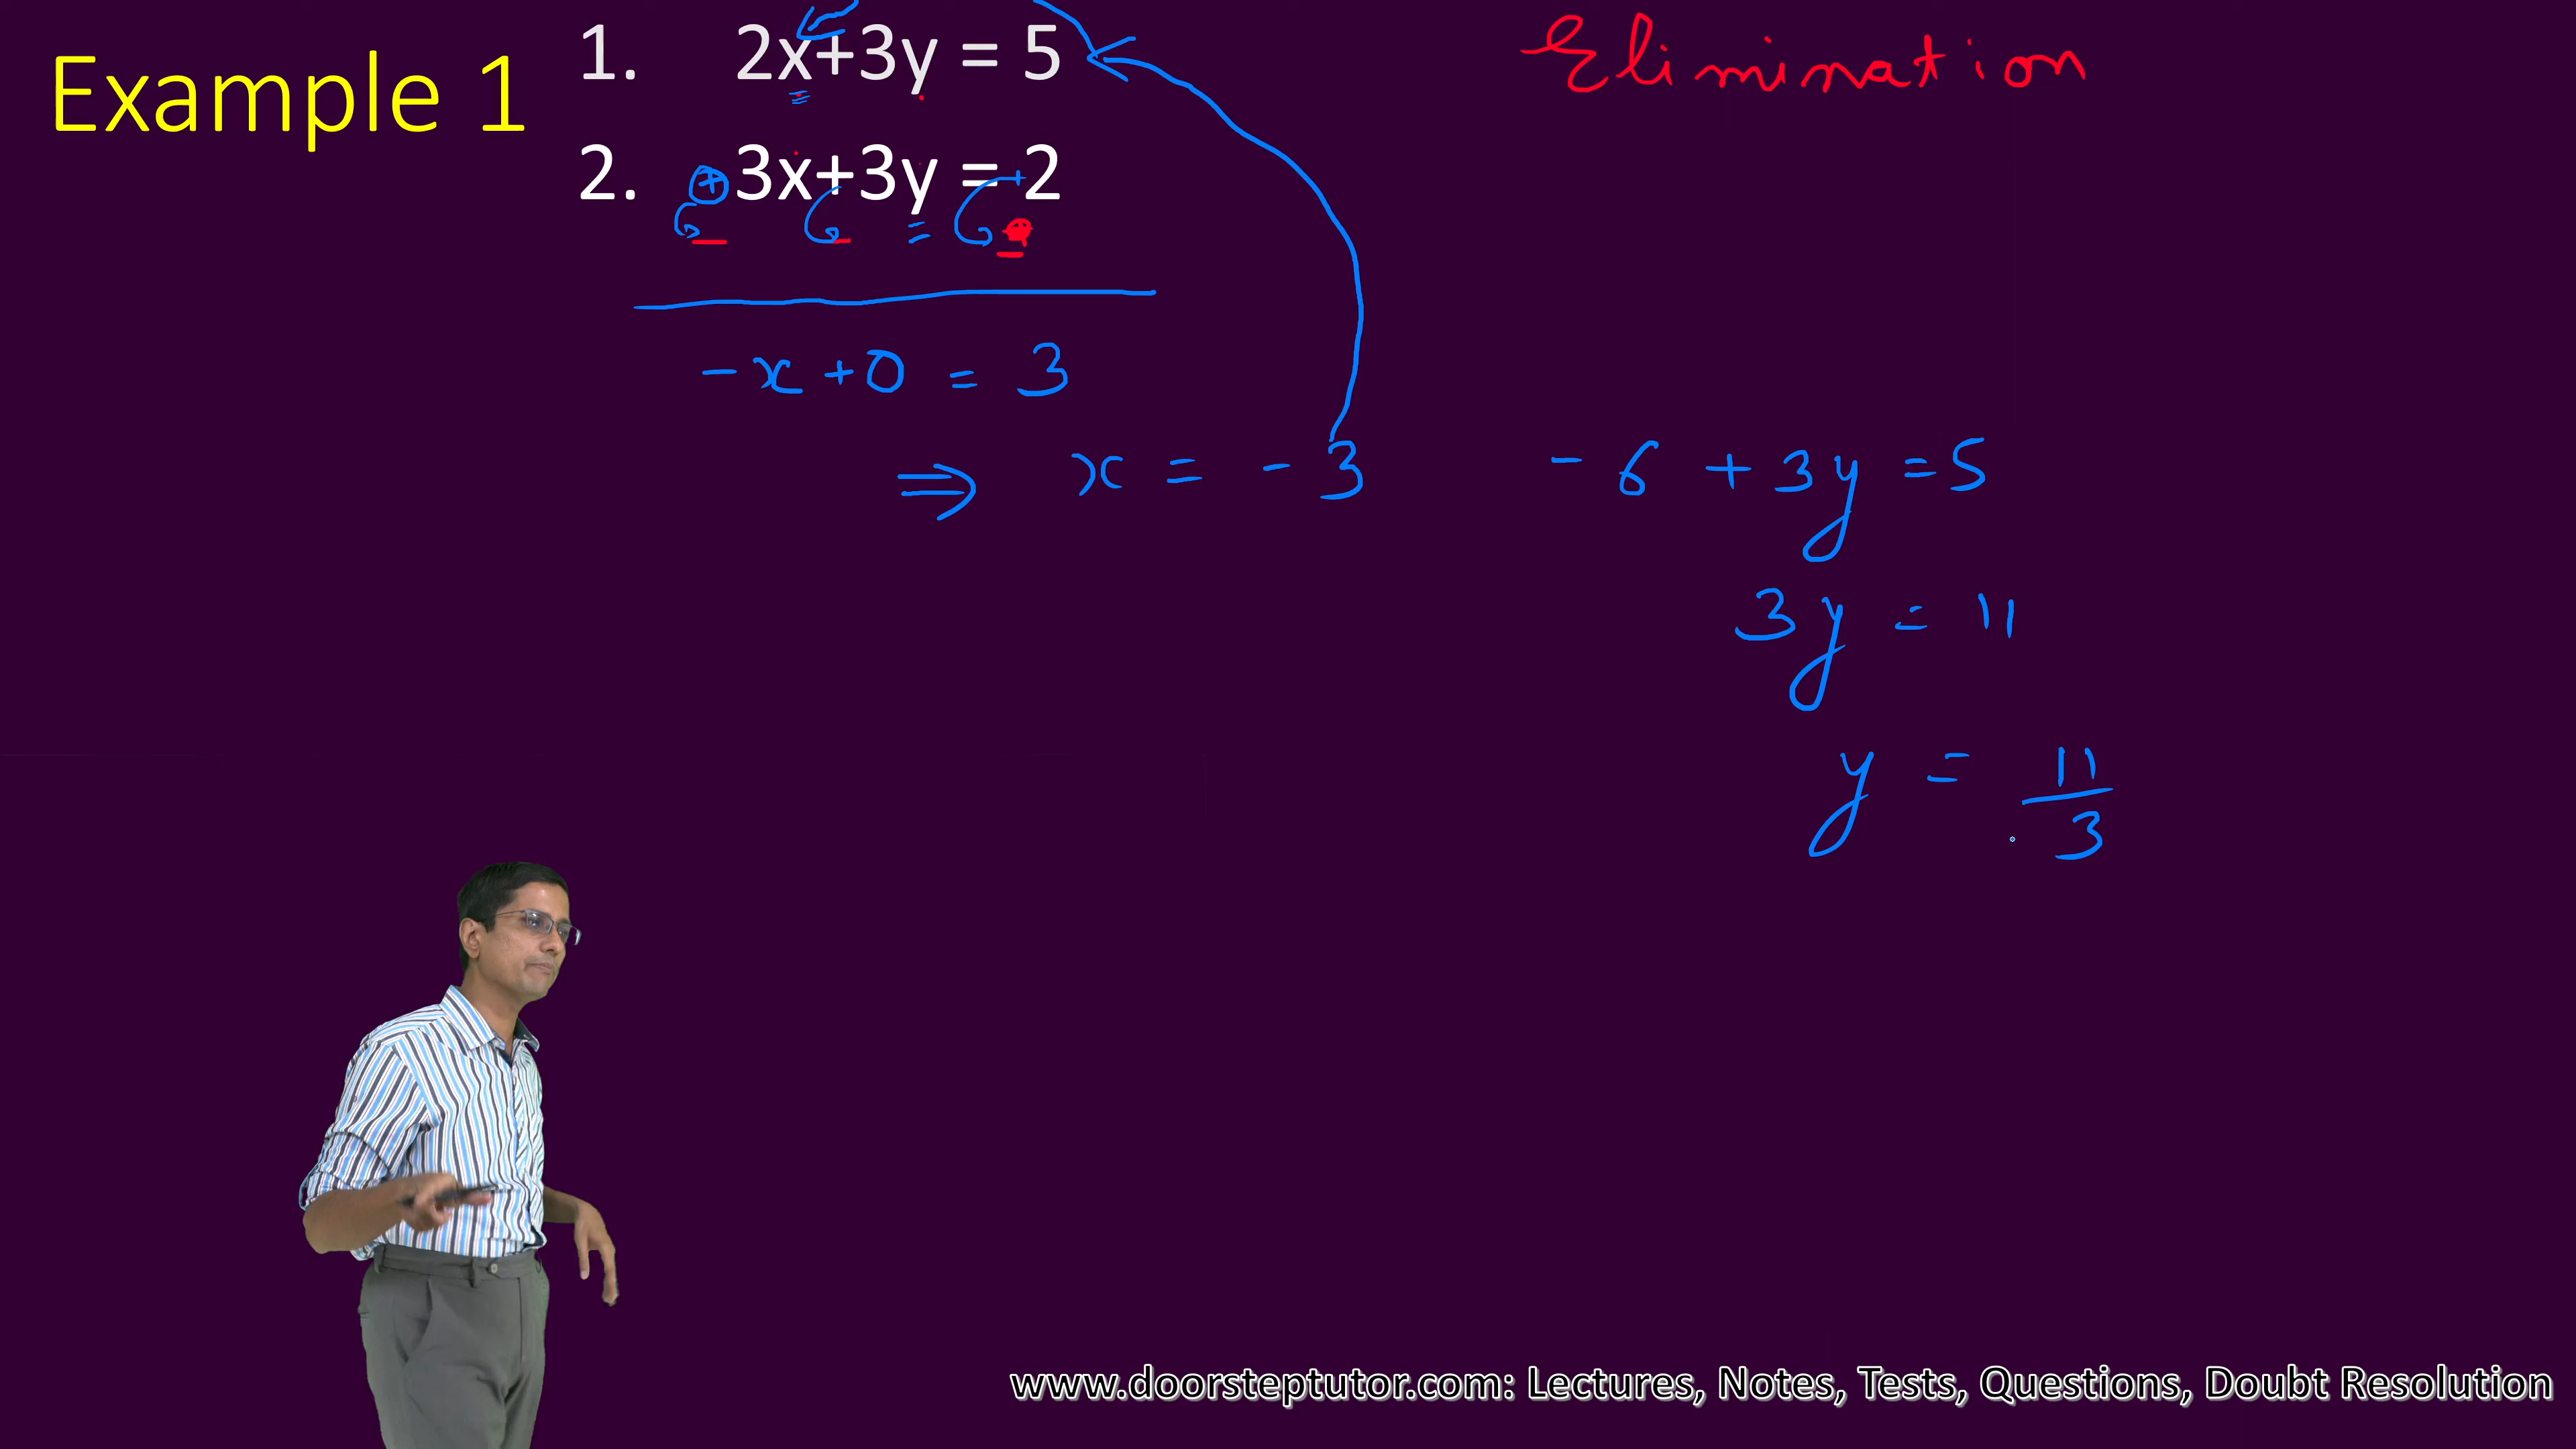 Example 1
1. 2x+3y = 5
2. 3x+3y = 2
Elimination
+ +
− − −
-x+0 = 3
⇒ x = -3
-6 + 3y = 5
3y = 11
y = 11/3
www.doorsteptutor.com: Lectures, Notes, Tests, Questions, Doubt Resolution